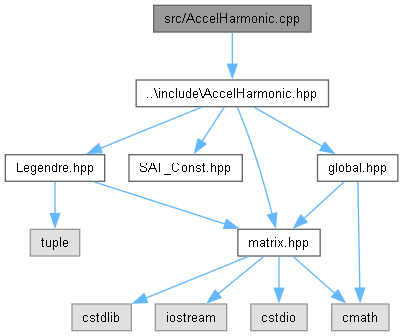 src/AccelHarmonic.cpp
..\include\AccelHarmonic.hpp
Legendre.hpp
SAT_Const.hpp
global.hpp
tuple
matrix.hpp
cstdlib
iostream
cstdio
cmath